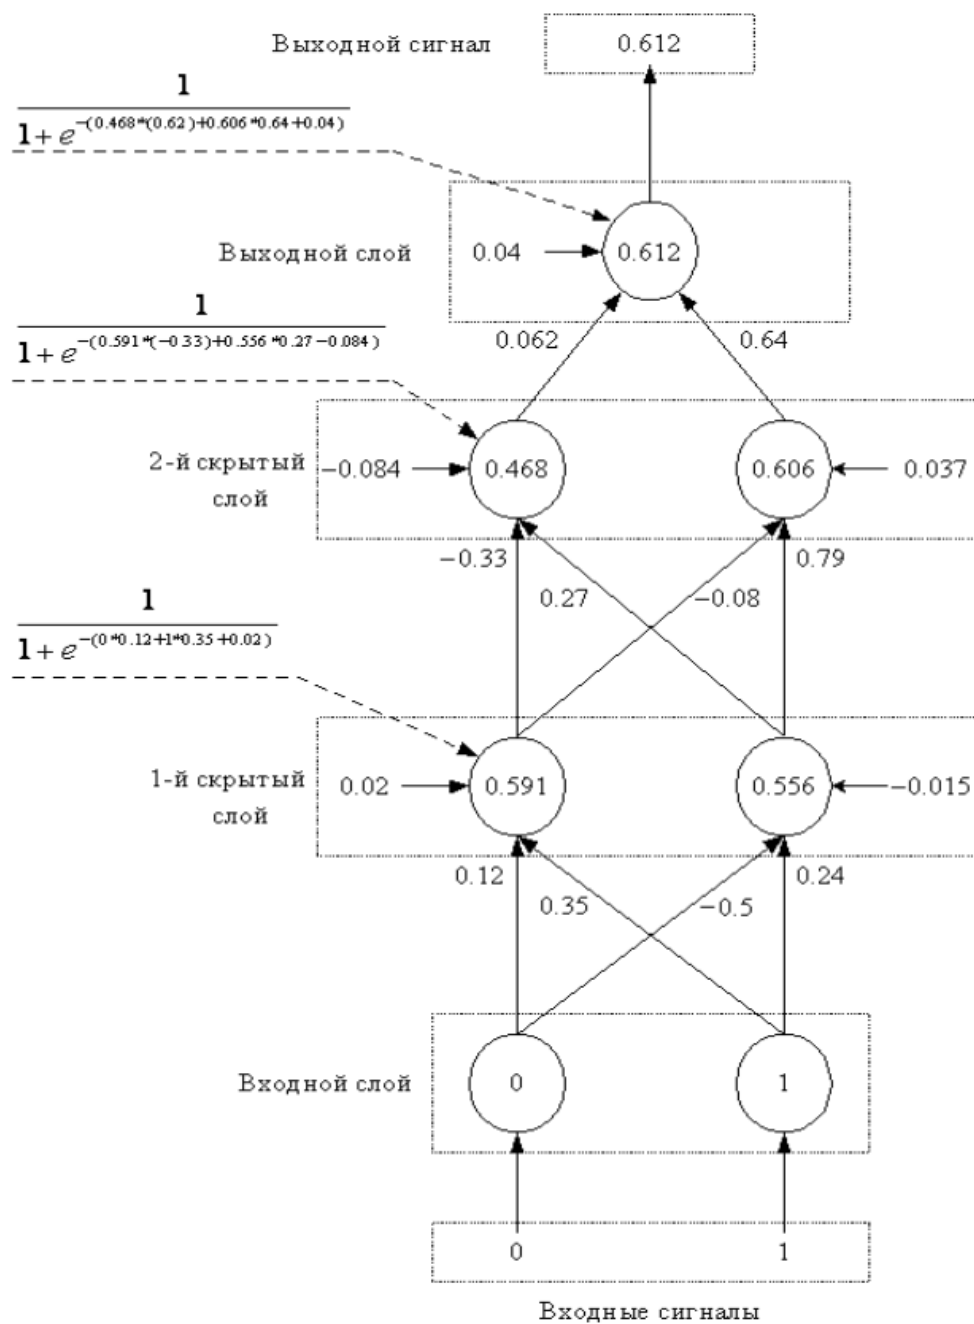 Выходной сигнал 0.612
1
1+e^-(0.468*(0.62)+0.606*0.64+0.04)
Выходной слой 0.04 0.612
0.062 0.64
1
1+e^-(0.591*(-0.33)+0.556*0.27-0.084)
2-й скрытый
слой
-0.084 0.468 0.606 0.037
-0.33 0.79
0.27 -0.08
1
1+e^-(0*0.12+1*0.35+0.02)
1-й скрытый
слой
0.02 0.591 0.556 -0.015
0.12 0.24
0.35 -0.5
Входной слой 0 1
0 1
Входные сигналы